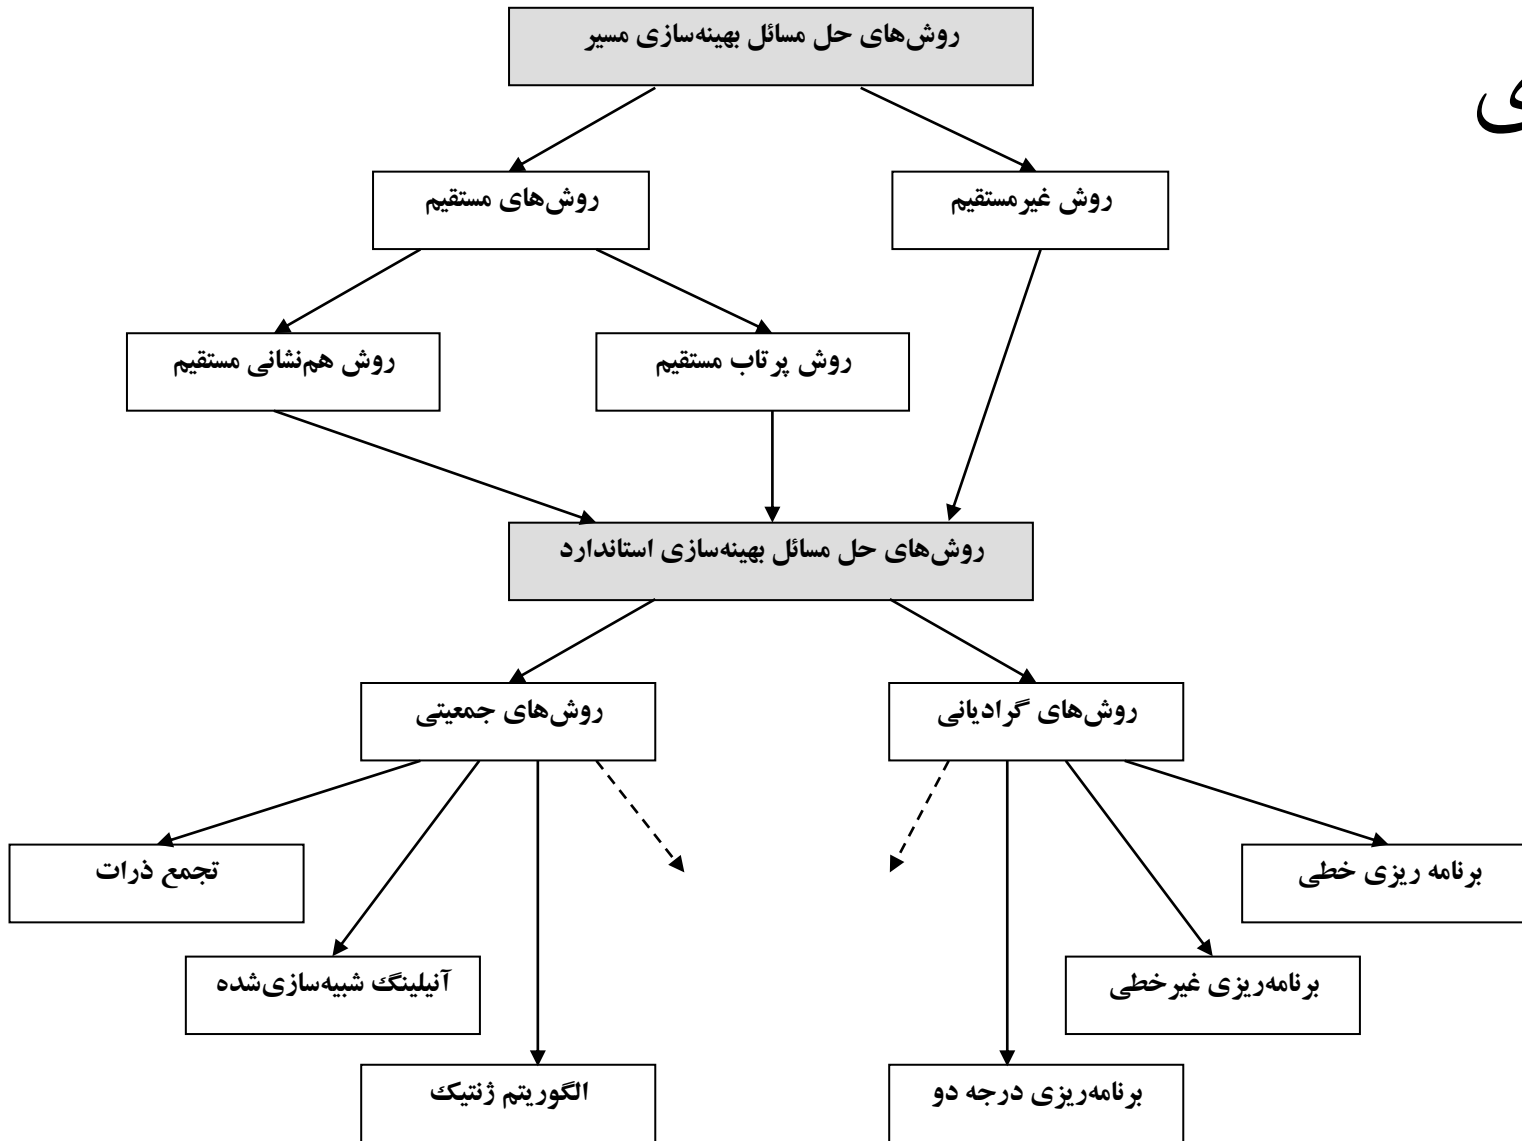 روش‌های حل مسائل بهینه‌سازی مسیر
ی
روش غیرمستقیم
روش‌های مستقیم
روش پرتاب مستقیم
روش هم‌نشانی مستقیم
روش‌های حل مسائل بهینه‌سازی استاندارد
روش‌های گرادیانی
روش‌های جمعیتی
برنامه ریزی خطی
تجمع ذرات
برنامه‌ریزی غیرخطی
آنیلینگ شبیه‌سازی‌شده
برنامه‌ریزی درجه دو
الگوریتم ژنتیک